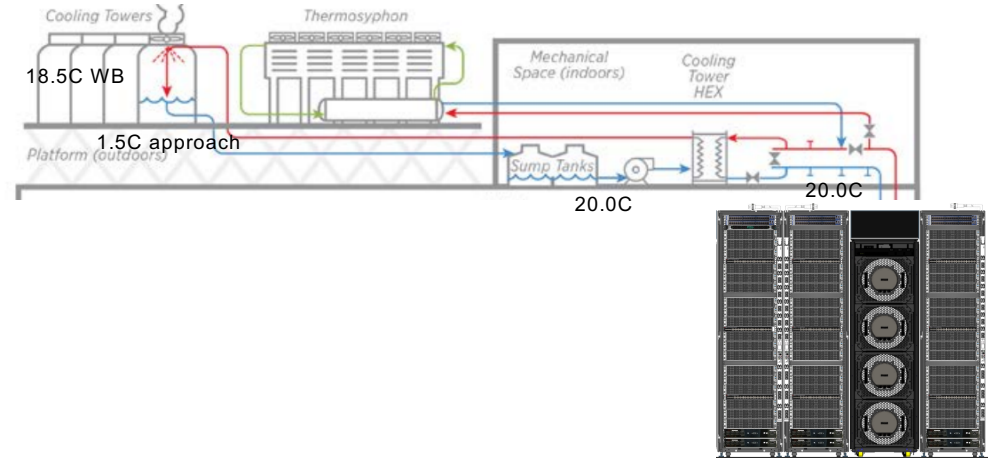 Cooling Towers
Thermosyphon
Mechanical
Space (indoors)
Cooling
Tower
HEX
18.5C WB
1.5C approach
Platform (outdoors)
Sump Tanks
20.0C
20.0C